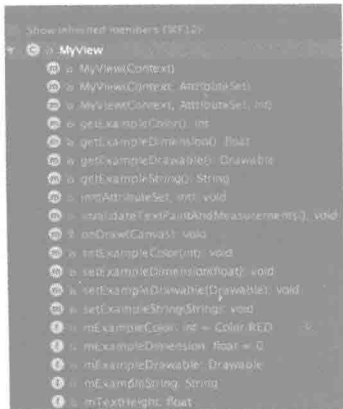 Show inherited members (⌘F12)
MyView
MyView(Context)
MyView(Context, AttributeSet)
MyView(Context, AttributeSet, int)
getExampleColor(): int
getExampleDimension(): float
getExampleDrawable(): Drawable
getExampleString(): String
init(AttributeSet, int): void
invalidateTextPaintAndMeasurements(): void
onDraw(Canvas): void
setExampleColor(int): void
setExampleDimension(float): void
setExampleDrawable(Drawable): void
setExampleString(String): void
mExampleColor: int = Color.RED
mExampleDimension: float = 0
mExampleDrawable: Drawable
mExampleString: String
mTextHeight: float